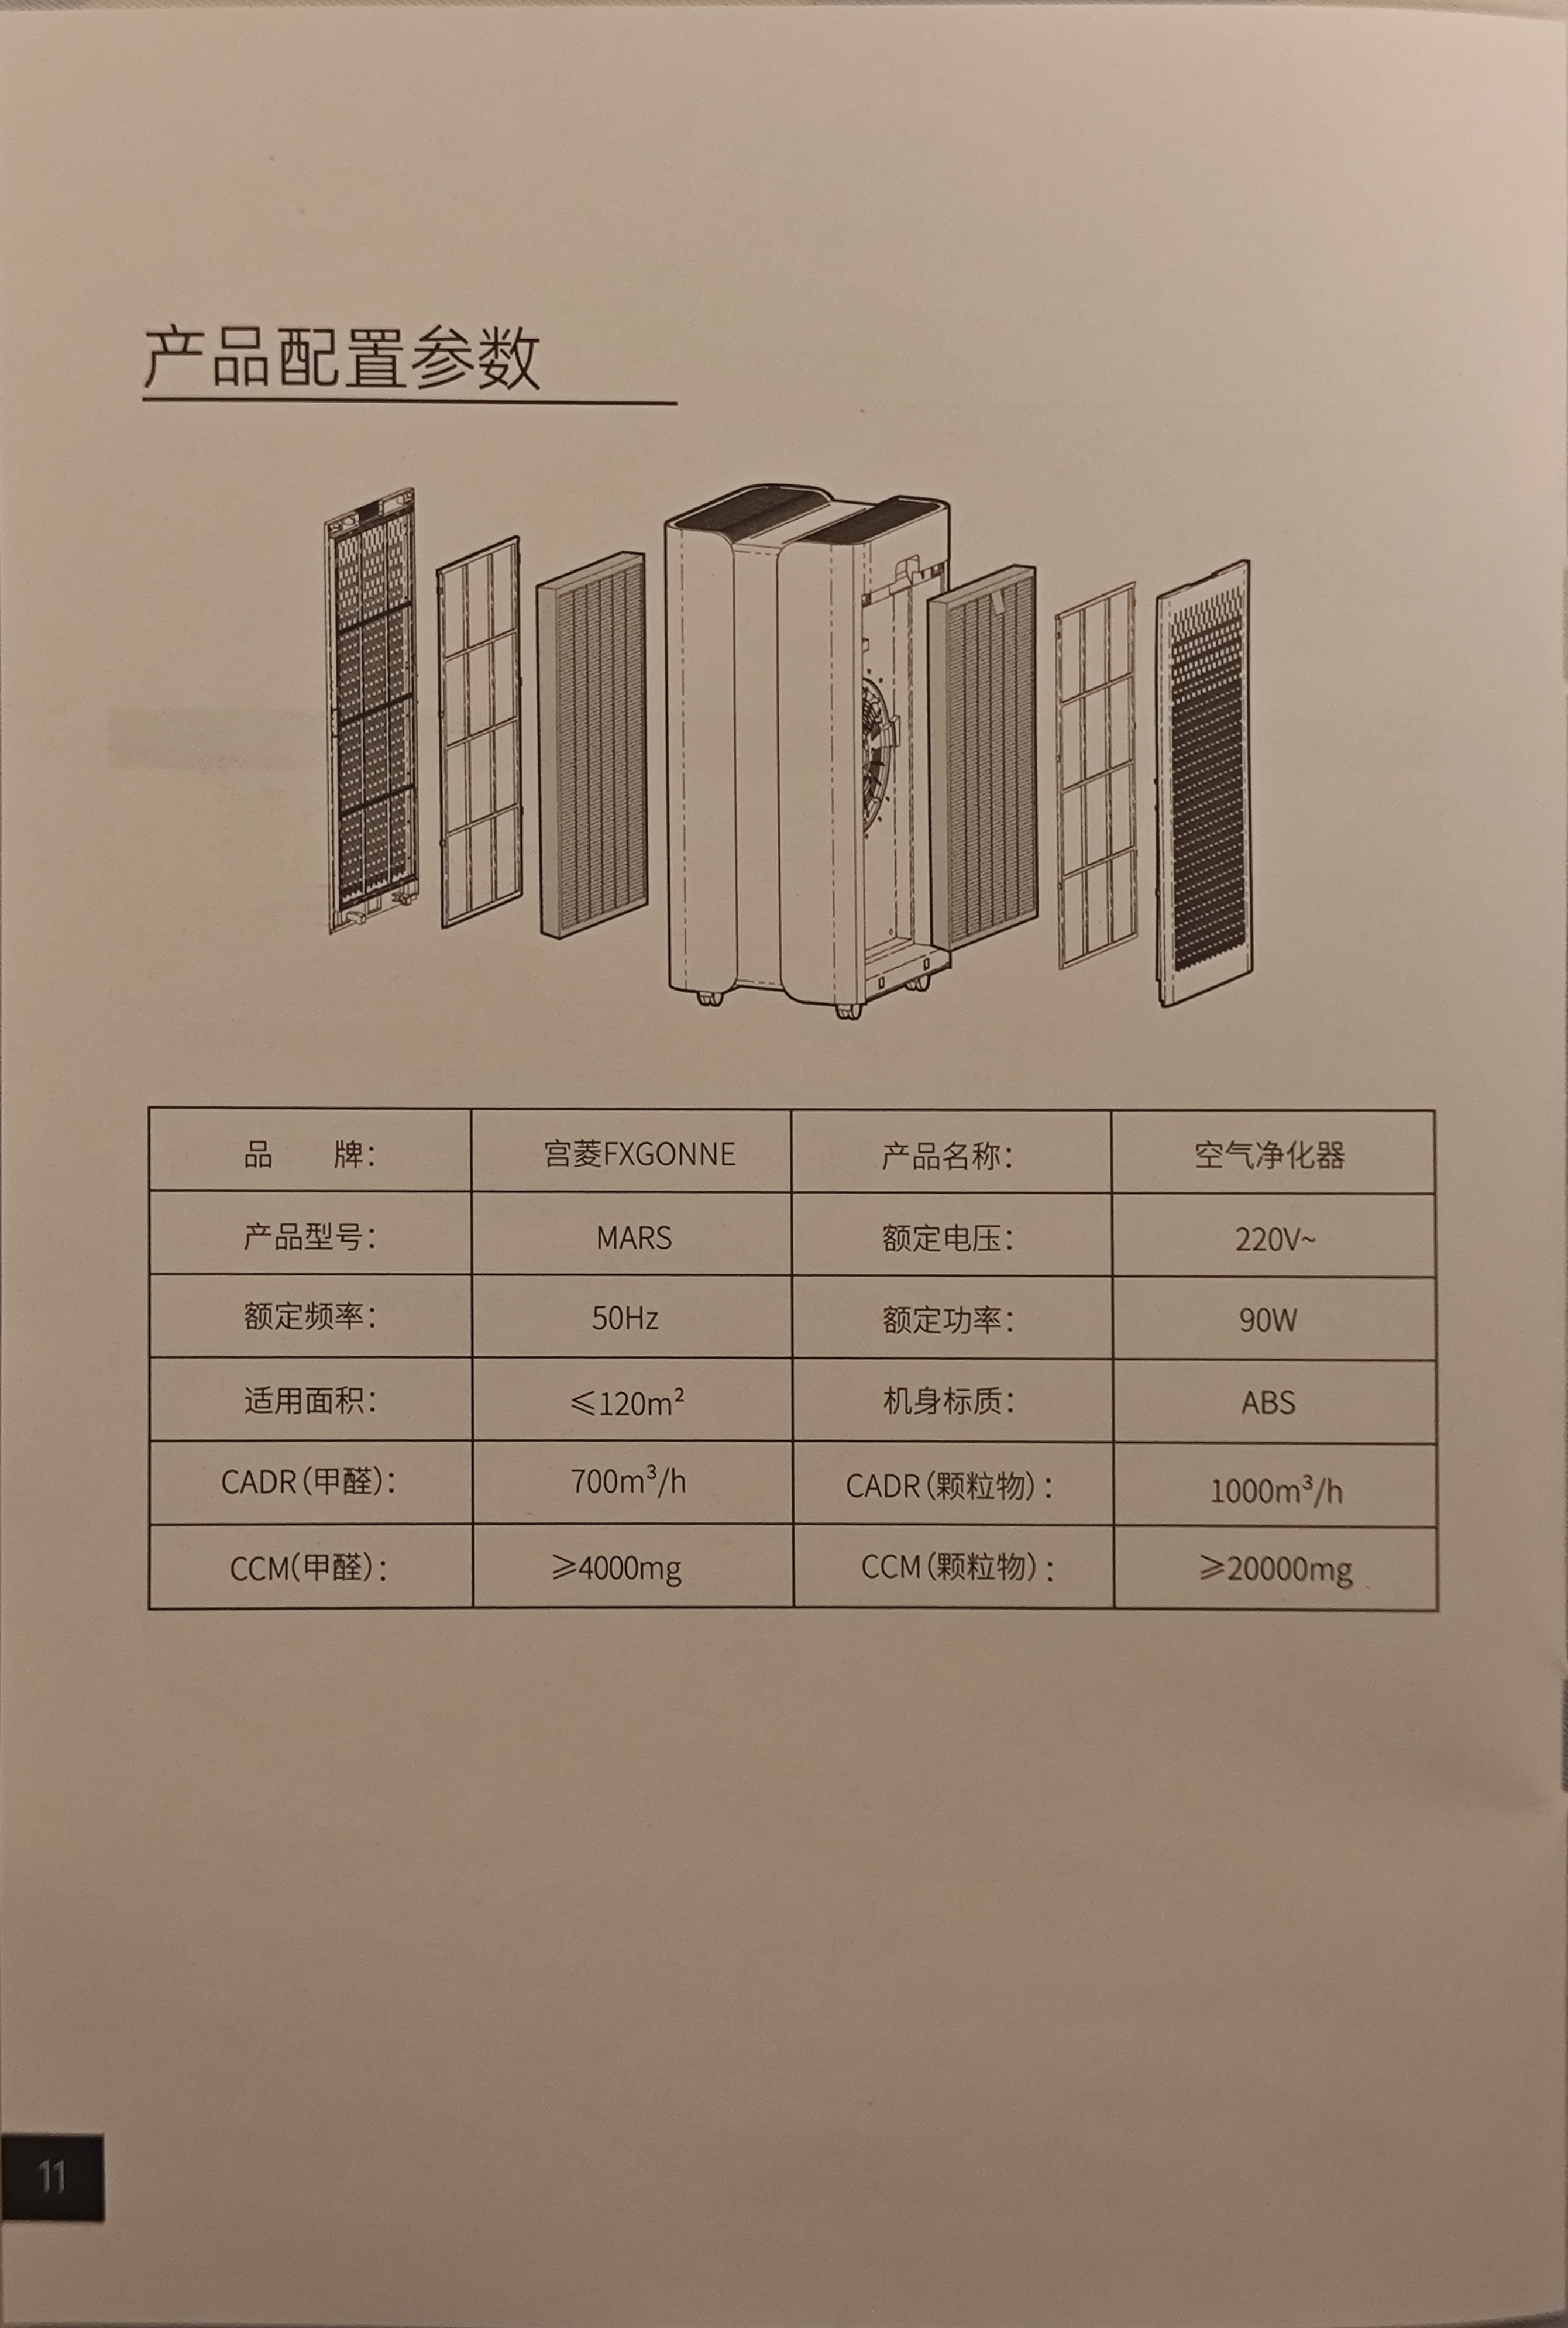 产品配置参数
品 牌： 宫菱FXGONNE 产品名称： 空气净化器
产品型号： MARS 额定电压： 220V~
额定频率： 50Hz 额定功率： 90W
适用面积： ≤120m² 机身标质： ABS
CADR（甲醛）： 700m³/h CADR（颗粒物）： 1000m³/h
CCM（甲醛）： ≥4000mg CCM（颗粒物）： ≥20000mg
11